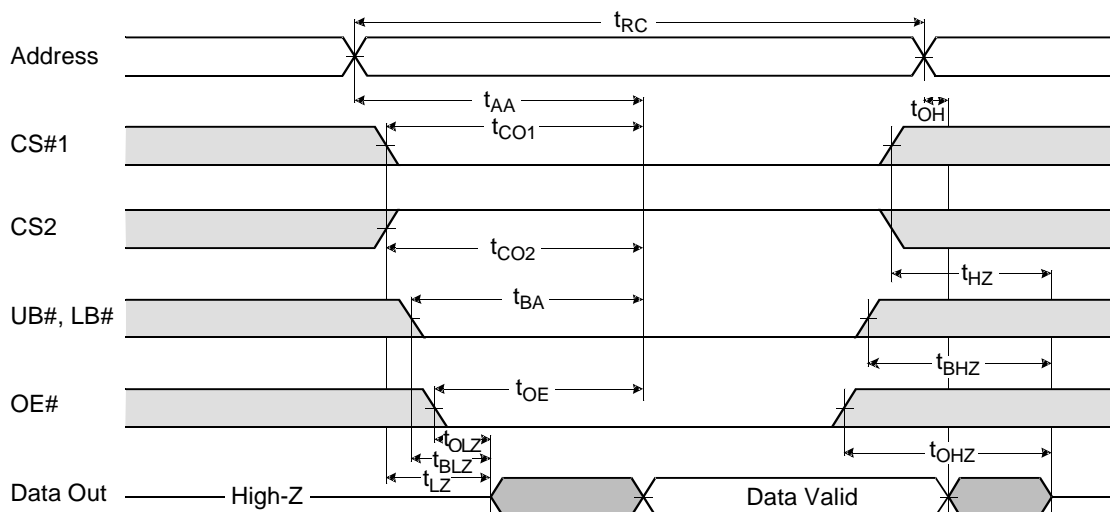 tRC
Address
tAA
tOH
CS#1
tCO1
CS2
tCO2
tHZ
UB#, LB#
tBA
tBHZ
OE#
tOE
tOLZ
tOHZ
tBLZ
tLZ
Data Out
High-Z
Data Valid